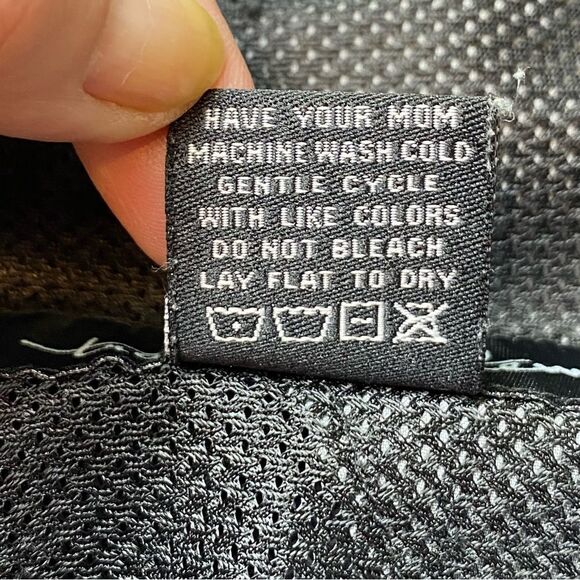 HAVE YOUR MOM
MACHINE WASH COLD
GENTLE CYCLE
WITH LIKE COLORS
DO NOT BLEACH
LAY FLAT TO DRY